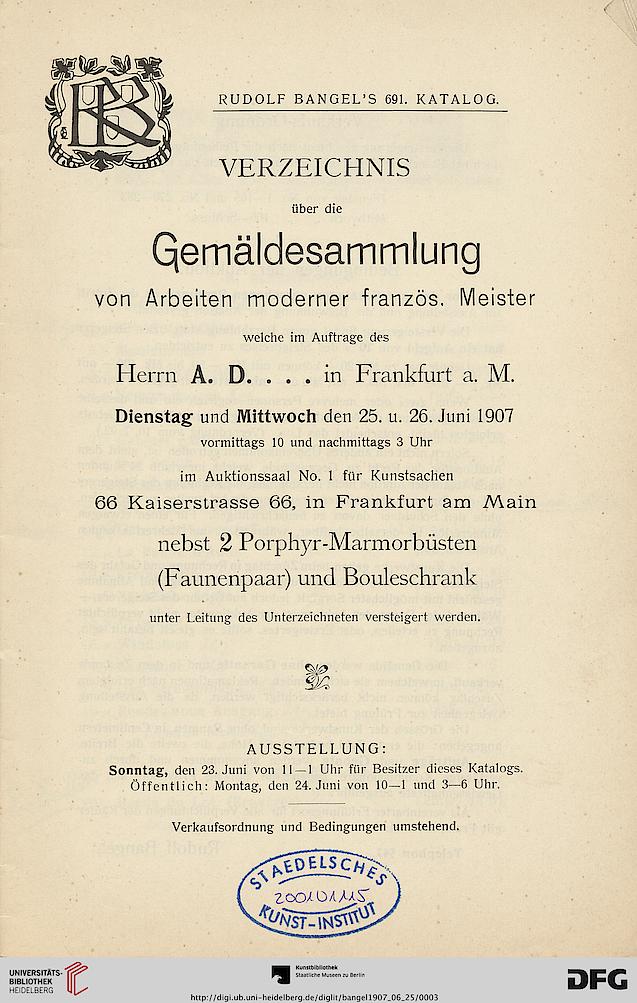 RUDOLF BANGEL'S 691. KATALOG.
VERZEICHNIS
über die
Gemäldesammlung
von Arbeiten moderner französ. Meister
welche im Auftrage des
Herrn A. D. . . . in Frankfurt a. M.
Dienstag und Mittwoch den 25. u. 26. Juni 1907
vormittags 10 und nachmittags 3 Uhr
im Auktionssaal No. 1 für Kunstsachen
66 Kaiserstrasse 66, in Frankfurt am Main
nebst 2 Porphyr-Marmorbüsten
(Faunenpaar) und Bouleschrank
unter Leitung des Unterzeichneten versteigert werden.
AUSSTELLUNG:
Sonntag, den 23. Juni von 11—1 Uhr für Besitzer dieses Katalogs.
Öffentlich: Montag, den 24. Juni von 10—1 und 3—6 Uhr.
Verkaufsordnung und Bedingungen umstehend.
STAEDELSCHES
KUNST-INSTITUT
UNIVERSITÄTS-
BIBLIOTHEK
HEIDELBERG
Kunstbibliothek
Staatliche Museen zu Berlin
DFG
http://digi.ub.uni-heidelberg.de/diglit/bangel1907_06_25/0003